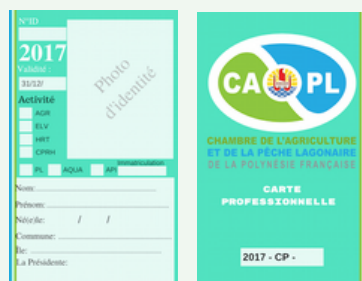 N°ID
2017
Validité :
31/12/
Photo
d'identité
Activité
AGR
ELV
HRT
CPRH
Immatriculation
PL AQUA API
Nom:
Prénom:
Né(e)le: / /
Commune:
Île:
La Présidente:
CA PL
CHAMBRE DE L'AGRICULTURE
ET DE LA PÊCHE LAGONAIRE
DE LA POLYNÉSIE FRANÇAISE
CARTE
PROFESSIONNELLE
2017 - CP -